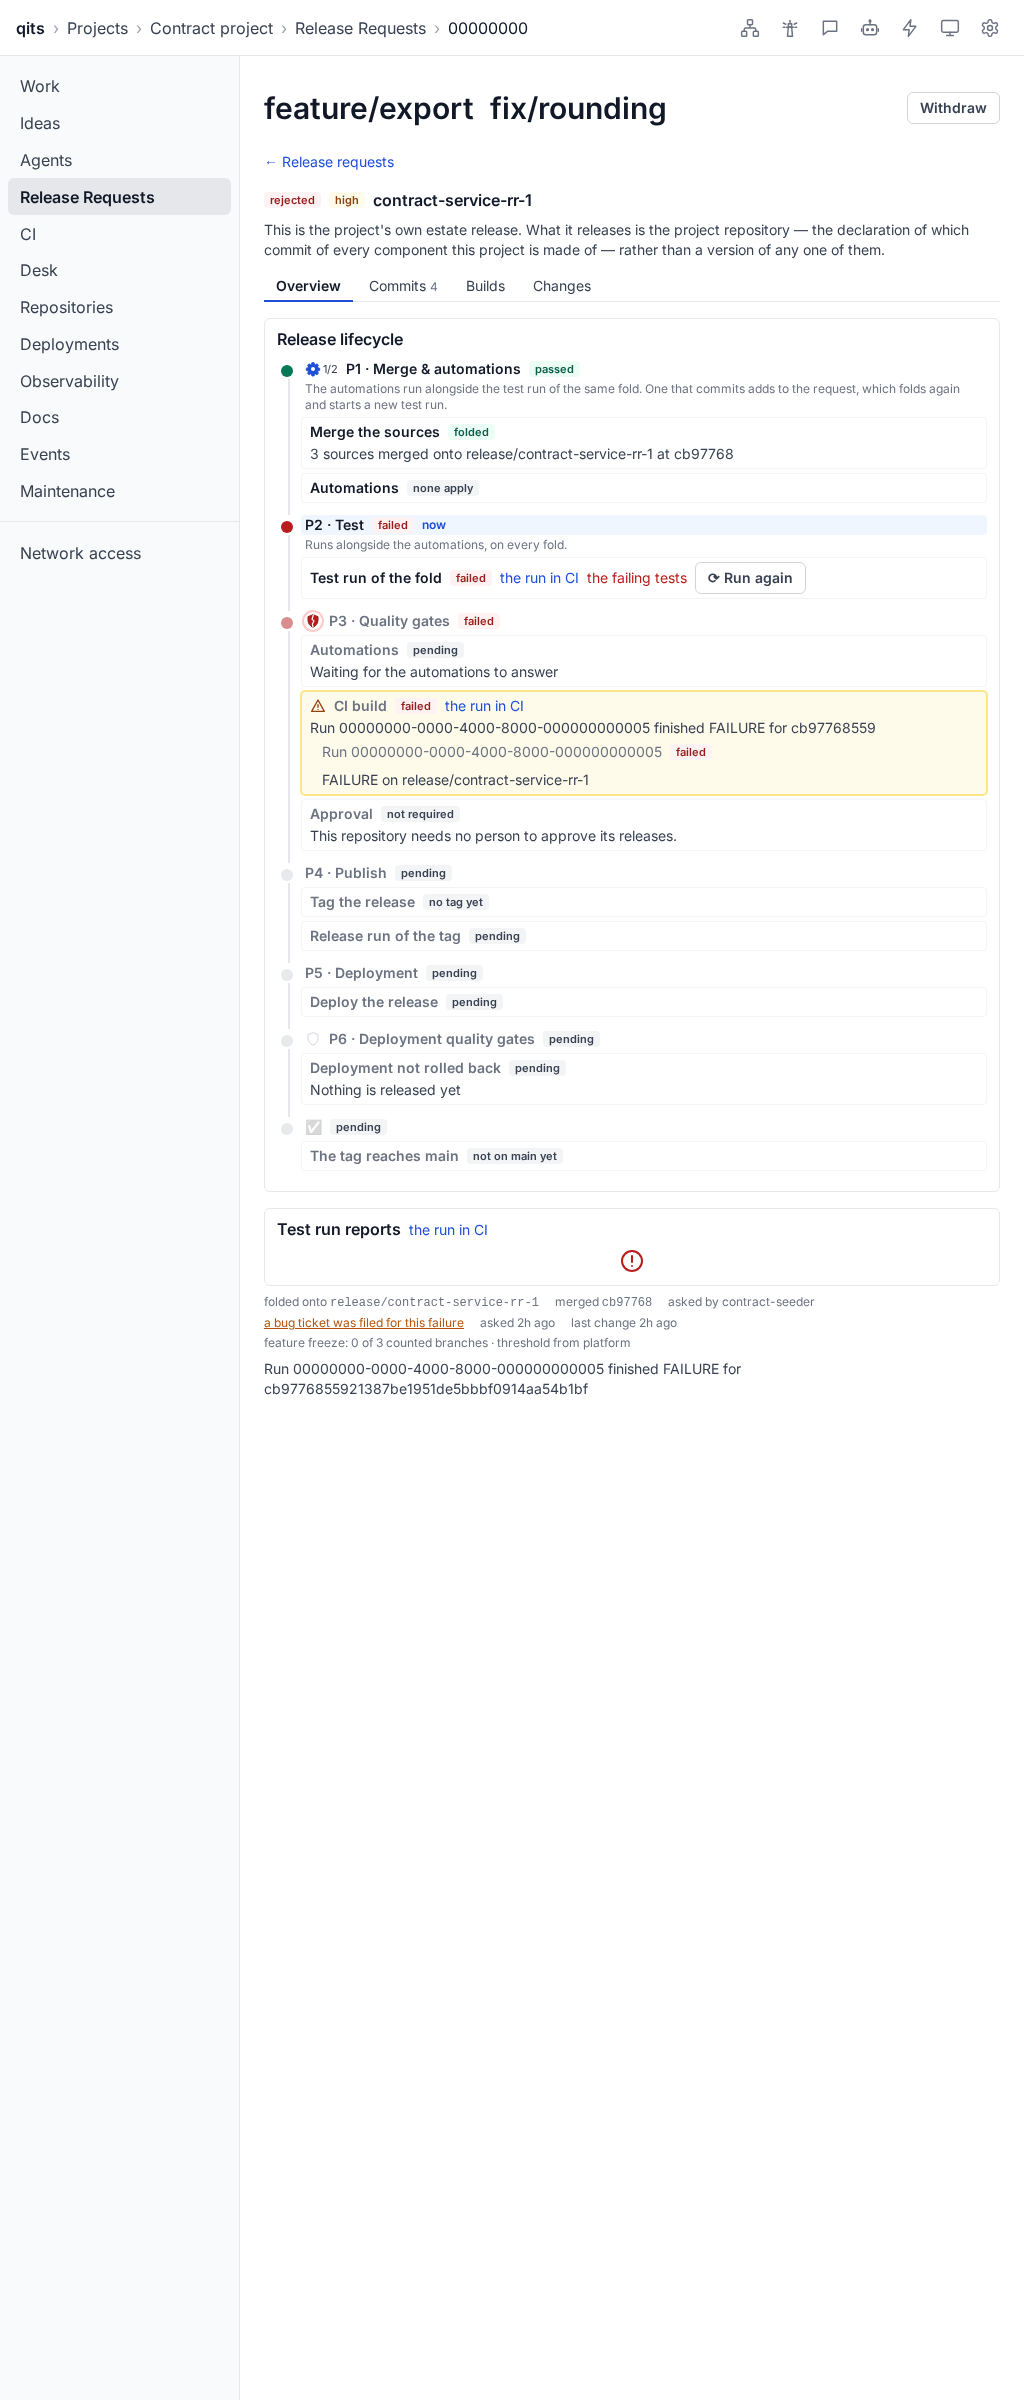 qits › Projects › Contract project › Release Requests › 00000000
Work
Ideas
Agents
Release Requests
CI
Desk
Repositories
Deployments
Observability
Docs
Events
Maintenance
Network access
feature/export fix/rounding
Withdraw
← Release requests
rejected high contract-service-rr-1
This is the project's own estate release. What it releases is the project repository — the declaration of which
commit of every component this project is made of — rather than a version of any one of them.
Overview Commits 4 Builds Changes
Release lifecycle
1/2 P1 · Merge & automations passed
The automations run alongside the test run of the same fold. One that commits adds to the request, which folds again
and starts a new test run.
Merge the sources folded
3 sources merged onto release/contract-service-rr-1 at cb97768
Automations none apply
P2 · Test failed now
Runs alongside the automations, on every fold.
Test run of the fold failed the run in CI the failing tests ⟳ Run again
P3 · Quality gates failed
Automations pending
Waiting for the automations to answer
CI build failed the run in CI
Run 00000000-0000-4000-8000-000000000005 finished FAILURE for cb97768559
Run 00000000-0000-4000-8000-000000000005 failed
FAILURE on release/contract-service-rr-1
Approval not required
This repository needs no person to approve its releases.
P4 · Publish pending
Tag the release no tag yet
Release run of the tag pending
P5 · Deployment pending
Deploy the release pending
P6 · Deployment quality gates pending
Deployment not rolled back pending
Nothing is released yet
pending
The tag reaches main not on main yet
Test run reports the run in CI
folded onto release/contract-service-rr-1 merged cb97768 asked by contract-seeder
a bug ticket was filed for this failure asked 2h ago last change 2h ago
feature freeze: 0 of 3 counted branches · threshold from platform
Run 00000000-0000-4000-8000-000000000005 finished FAILURE for
cb9776855921387be1951de5bbbf0914aa54b1bf